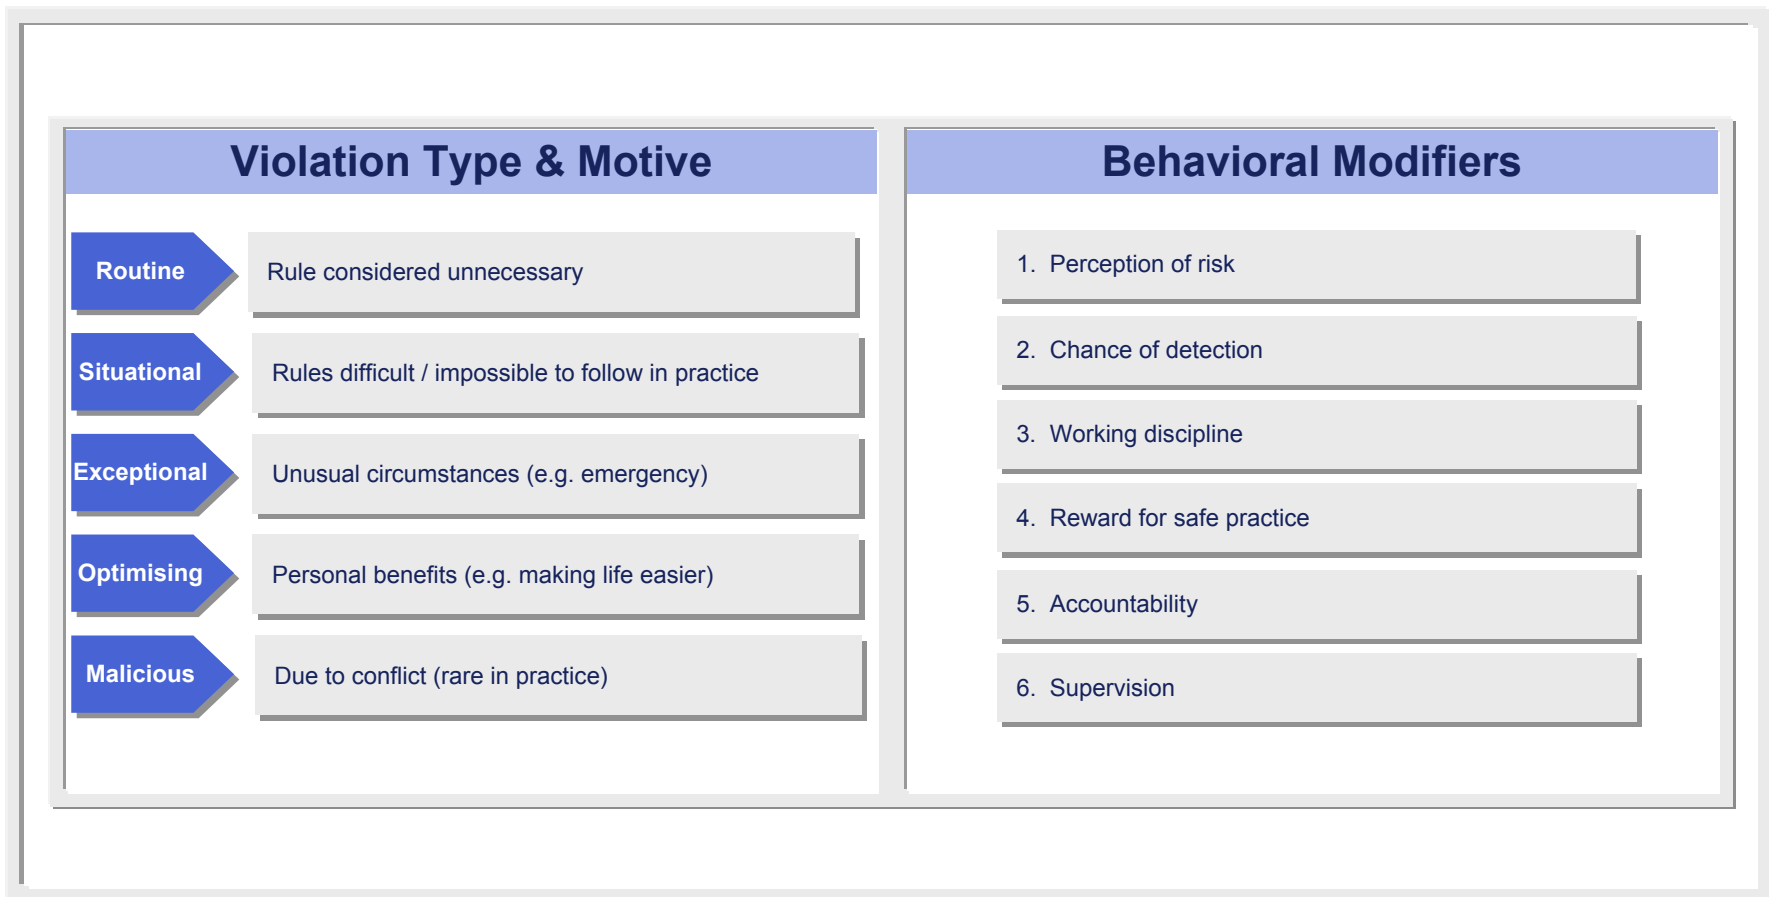 Violation Type & Motive
Routine
Rule considered unnecessary
Situational
Rules difficult / impossible to follow in practice
Exceptional
Unusual circumstances (e.g. emergency)
Optimising
Personal benefits (e.g. making life easier)
Malicious
Due to conflict (rare in practice)
Behavioral Modifiers
1. Perception of risk
2. Chance of detection
3. Working discipline
4. Reward for safe practice
5. Accountability
6. Supervision